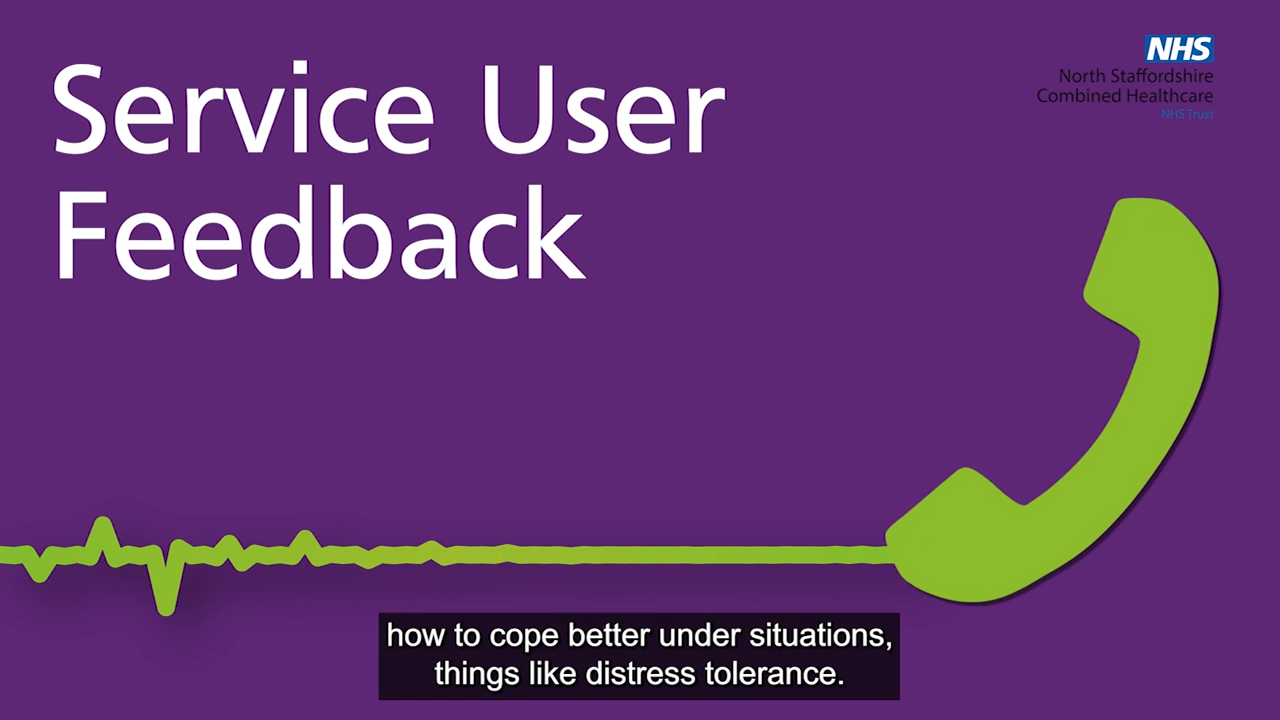 Service User
Feedback
NHS
North Staffordshire
Combined Healthcare
NHS Trust
how to cope better under situations,
things like distress tolerance.